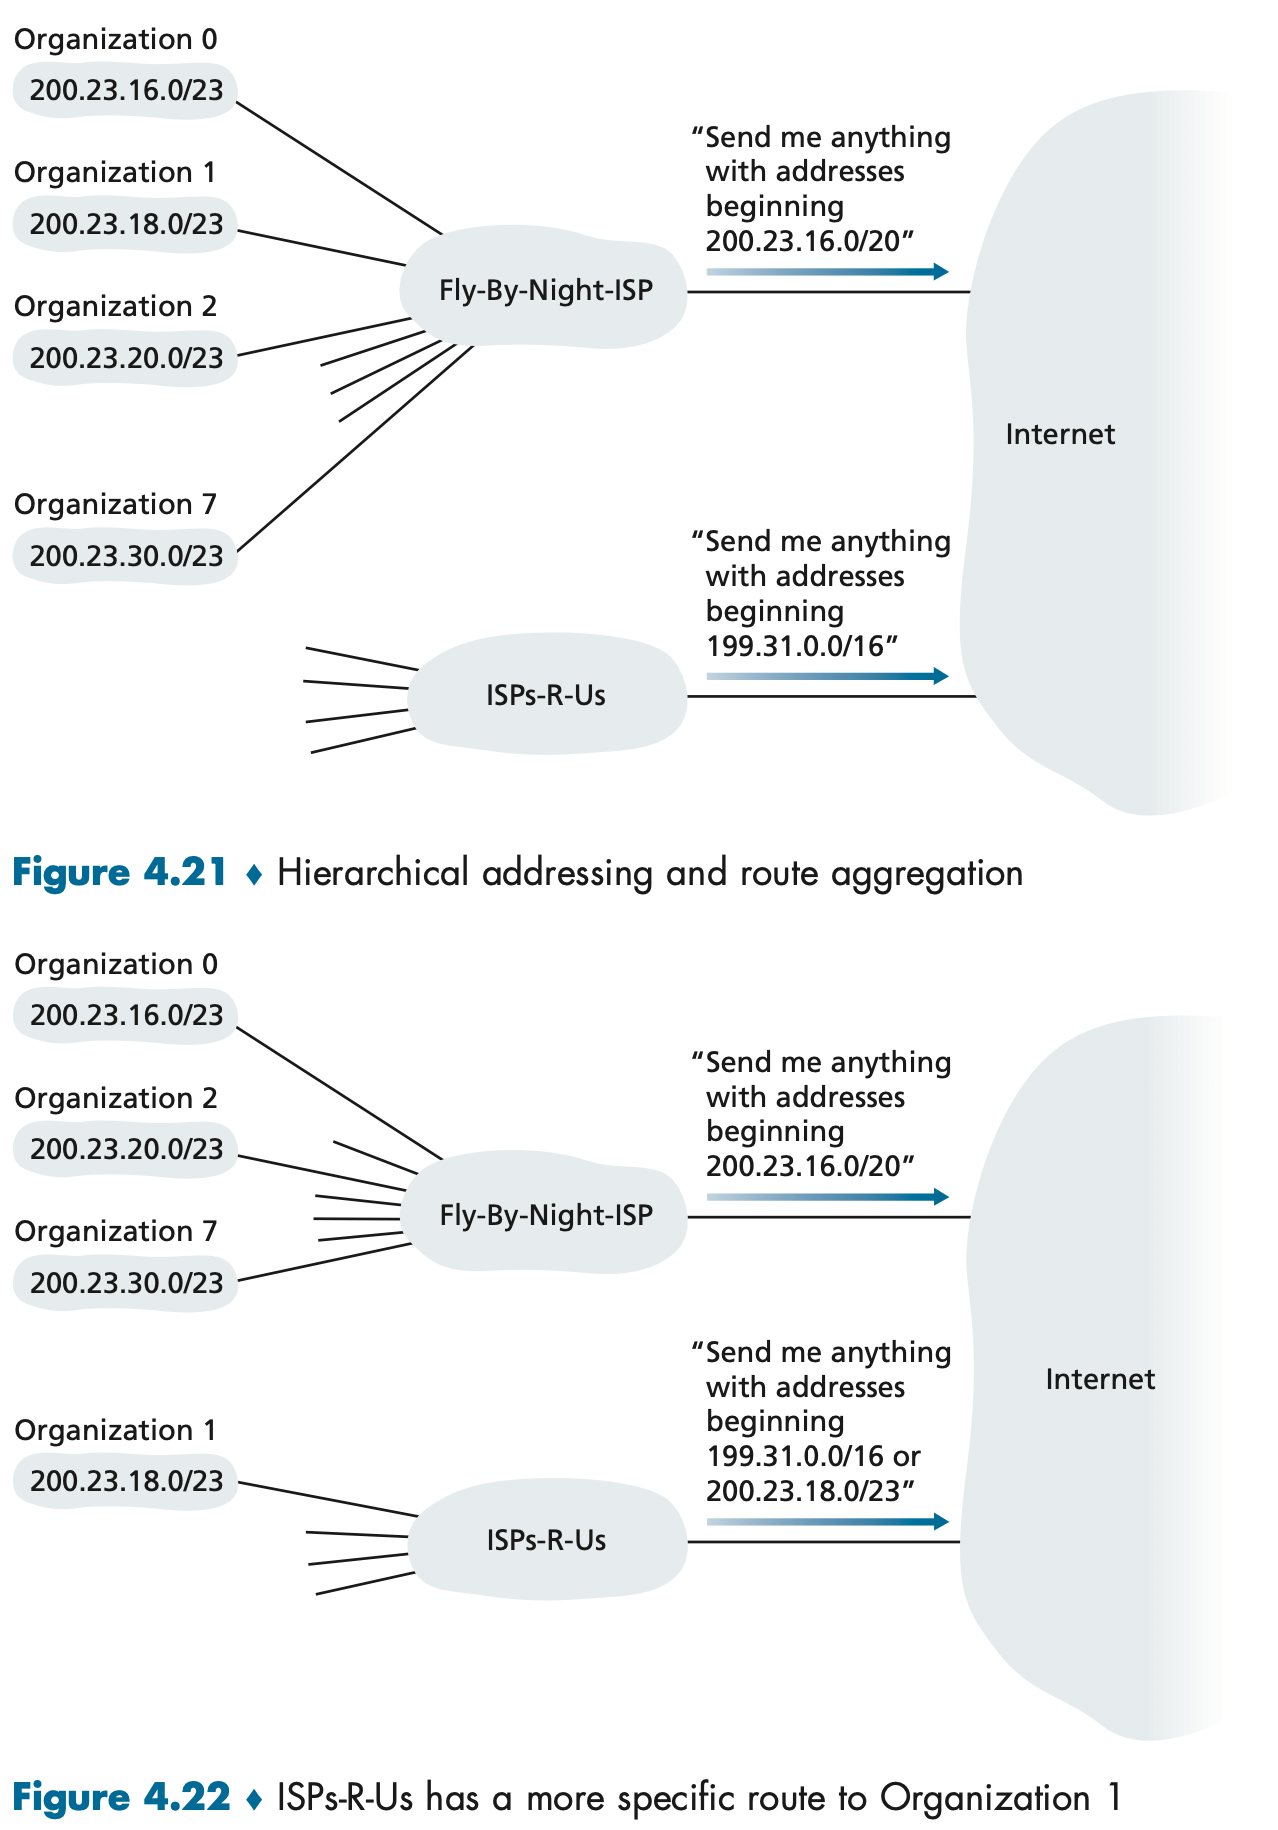 Organization 0
200.23.16.0/23
Organization 1
200.23.18.0/23
Organization 2
200.23.20.0/23
Organization 7
200.23.30.0/23
Fly-By-Night-ISP
“Send me anything
with addresses
beginning
200.23.16.0/20”
Internet
ISPs-R-Us
“Send me anything
with addresses
beginning
199.31.0.0/16”
Figure 4.21 ♦ Hierarchical addressing and route aggregation
Organization 0
200.23.16.0/23
Organization 2
200.23.20.0/23
Organization 7
200.23.30.0/23
Organization 1
200.23.18.0/23
Fly-By-Night-ISP
“Send me anything
with addresses
beginning
200.23.16.0/20”
Internet
ISPs-R-Us
“Send me anything
with addresses
beginning
199.31.0.0/16 or
200.23.18.0/23”
Figure 4.22 ♦ ISPs-R-Us has a more specific route to Organization 1